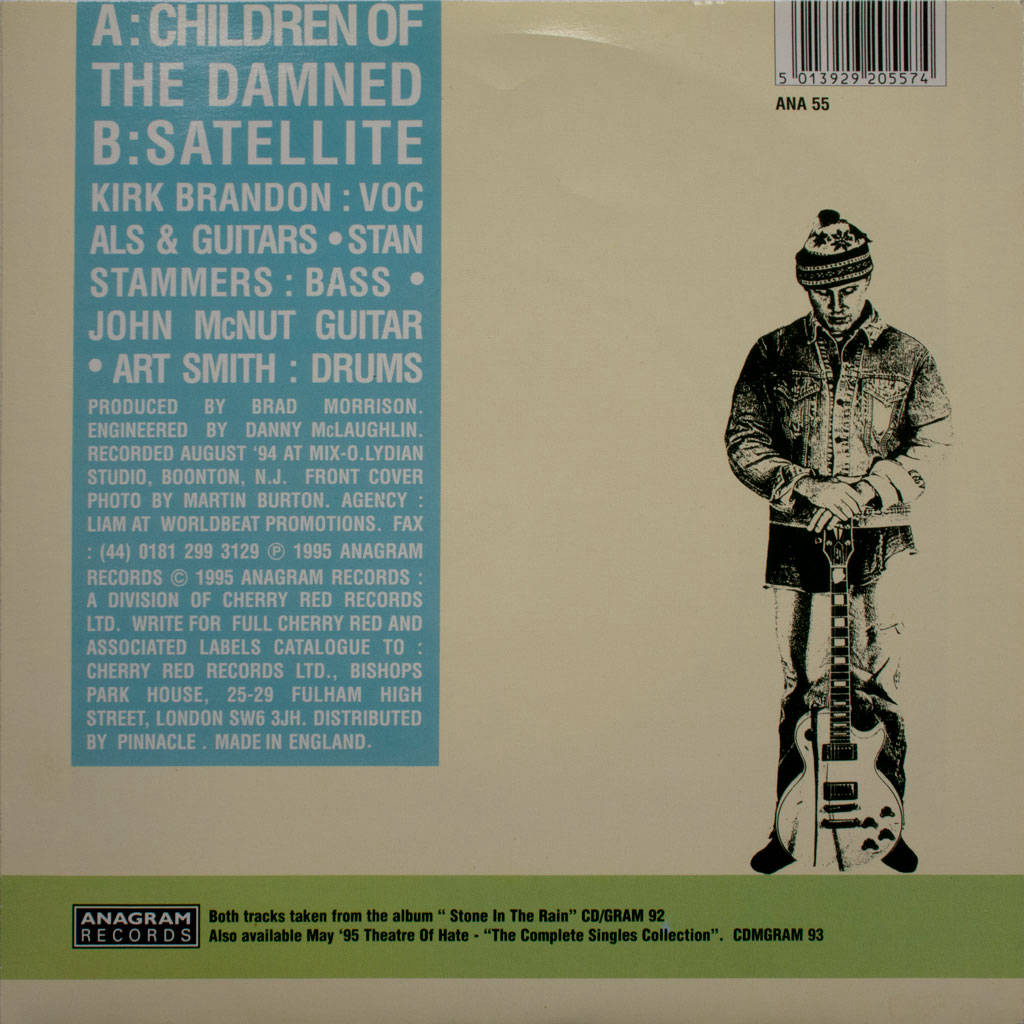 A : CHILDREN OF
THE DAMNED
B : SATELLITE
KIRK BRANDON : VOC
ALS & GUITARS • STAN
STAMMERS : BASS •
JOHN McNUT GUITAR
• ART SMITH : DRUMS
PRODUCED BY BRAD MORRISON.
ENGINEERED BY DANNY McLAUGHLIN.
RECORDED AUGUST ‘94 AT MIX-O.LYDIAN
STUDIO, BOONTON, N.J. FRONT COVER
PHOTO BY MARTIN BURTON. AGENCY :
LIAM AT WORLDBEAT PROMOTIONS. FAX
: (44) 0181 299 3129 ℗ 1995 ANAGRAM
RECORDS © 1995 ANAGRAM RECORDS :
A DIVISION OF CHERRY RED RECORDS
LTD. WRITE FOR FULL CHERRY RED AND
ASSOCIATED LABELS CATALOGUE TO :
CHERRY RED RECORDS LTD., BISHOPS
PARK HOUSE, 25-29 FULHAM HIGH
STREET, LONDON SW6 3JH. DISTRIBUTED
BY PINNACLE . MADE IN ENGLAND.
5 013929 205574
ANA 55
ANAGRAM
RECORDS
Both tracks taken from the album “ Stone In The Rain” CD/GRAM 92
Also available May ‘95 Theatre Of Hate - “The Complete Singles Collection”. CDMGRAM 93